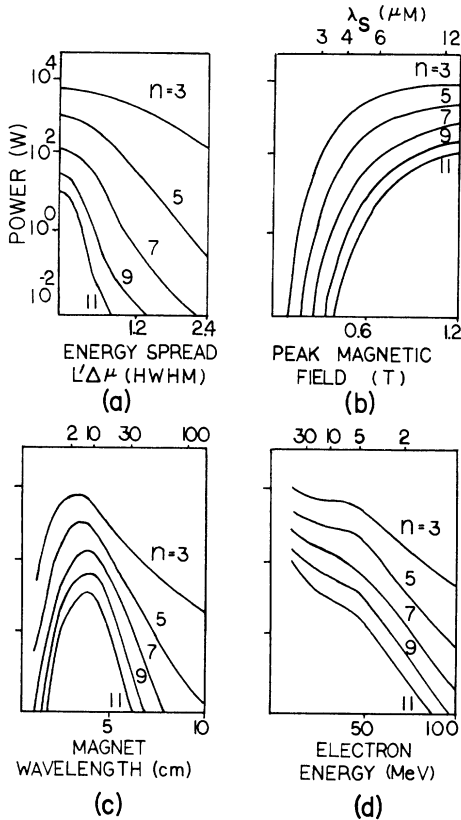 λS (μM)
3 4 6 12
10^4
10^2
10^0
10^2
POWER (W)
n=3
5
7
9
11
1.2 2.4
ENERGY SPREAD
L'Δμ (HWHM)
(a)
n=3
5
7
9
11
0.6 1.2
PEAK MAGNETIC
FIELD (T)
(b)
2 10 30 100
n=3
5
7
9
11
5 10
MAGNET
WAVELENGTH (cm)
(c)
30 10 5 2
n=3
5
7
9
11
50 100
ELECTRON
ENERGY (MeV)
(d)